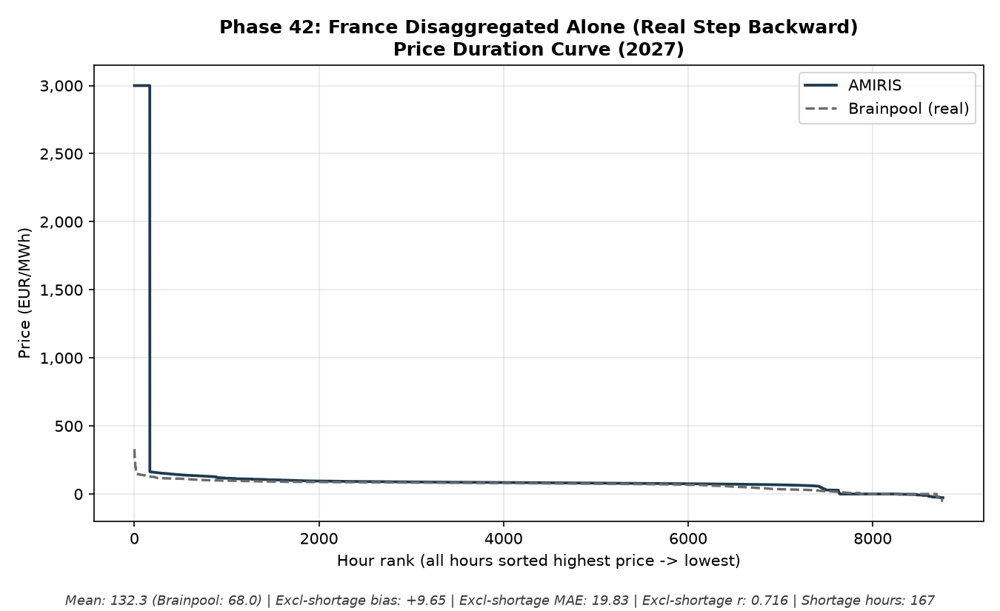 Phase 42: France Disaggregated Alone (Real Step Backward)
Price Duration Curve (2027)
AMIRIS
Brainpool (real)
3,000
2,500
2,000
1,500
1,000
500
0
Price (EUR/MWh)
0 2000 4000 6000 8000
Hour rank (all hours sorted highest price -> lowest)
Mean: 132.3 (Brainpool: 68.0) | Excl-shortage bias: +9.65 | Excl-shortage MAE: 19.83 | Excl-shortage r: 0.716 | Shortage hours: 167